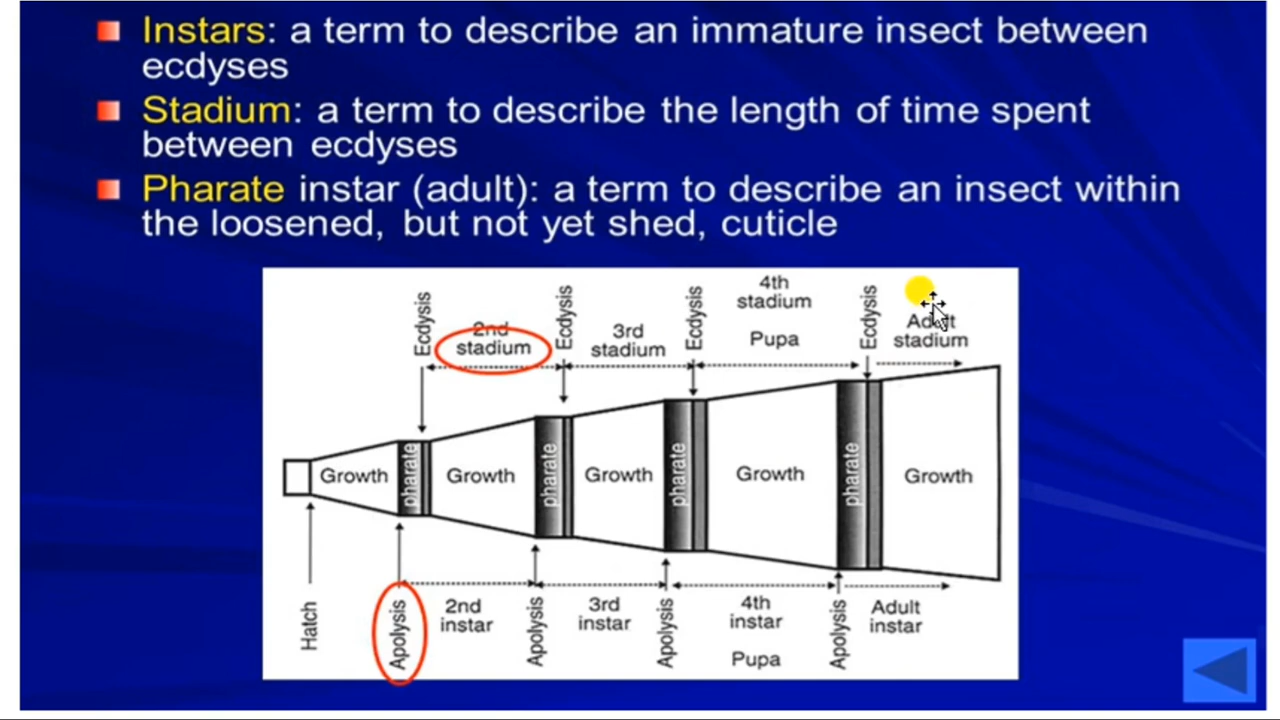 Instars: a term to describe an immature insect between
ecdyses
Stadium: a term to describe the length of time spent
between ecdyses
Pharate instar (adult): a term to describe an insect within
the loosened, but not yet shed, cuticle
Ecdysis
2nd
stadium
Ecdysis
3rd
stadium
Ecdysis
4th
stadium
Pupa
Ecdysis
Adult
stadium
Growth
pharate
Growth
pharate
Growth
pharate
Growth
pharate
Growth
Hatch
Apolysis
2nd
instar
Apolysis
3rd
instar
Apolysis
4th
instar
Pupa
Apolysis
Adult
instar